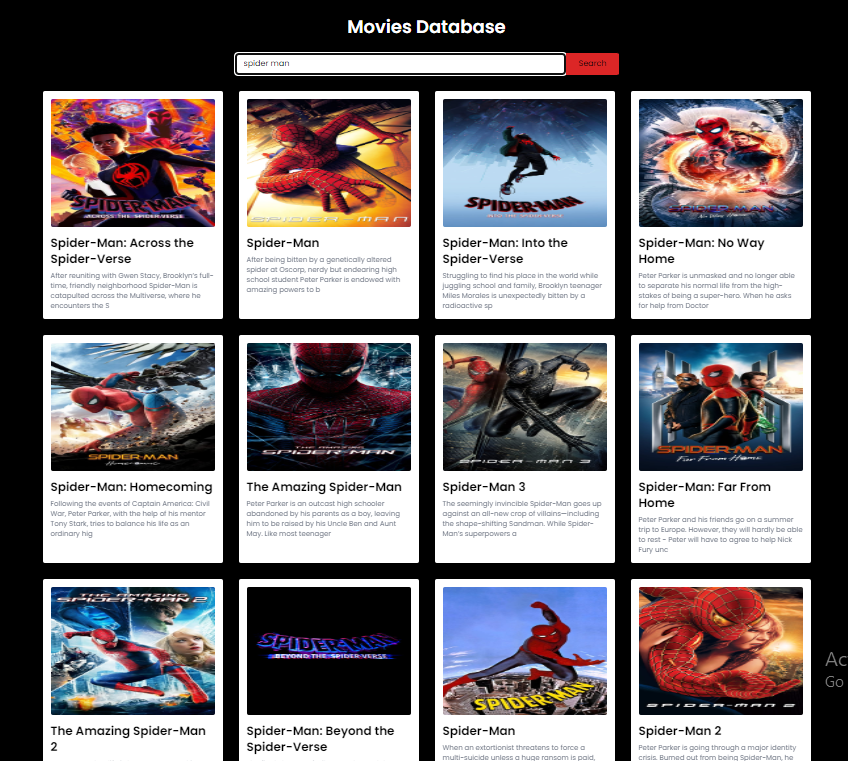 Movies Database
spider man
Search
SPIDER-MAN
ACROSS THE SPIDER-VERSE
SPIDER-MAN
SPIDER-MAN
INTO THE SPIDER-VERSE
SPIDER-MAN
No Way Home
Spider-Man: Across the
Spider-Verse
After reuniting with Gwen Stacy, Brooklyn's full-
time, friendly neighborhood Spider-Man is
catapulted across the Multiverse, where he
encounters the S
Spider-Man
After being bitten by a genetically altered
spider at Oscorp, nerdy but endearing high
school student Peter Parker is endowed with
amazing powers to b
Spider-Man: Into the
Spider-Verse
Struggling to find his place in the world while
juggling school and family, Brooklyn teenager
Miles Morales is unexpectedly bitten by a
radioactive sp
Spider-Man: No Way
Home
Peter Parker is unmasked and no longer able
to separate his normal life from the high-
stakes of being a super-hero. When he asks
for help from Doctor
SPIDER-MAN
Homecoming
THE AMAZING
SPIDER-MAN
SPIDER-MAN 3
SPIDER-MAN
Far From Home
Spider-Man: Homecoming
Following the events of Captain America: Civil
War, Peter Parker, with the help of his mentor
Tony Stark, tries to balance his life as an
ordinary hig
The Amazing Spider-Man
Peter Parker is an outcast high schooler
abandoned by his parents as a boy, leaving
him to be raised by his Uncle Ben and Aunt
May. Like most teenager
Spider-Man 3
The seemingly invincible Spider-Man goes up
against an all-new crop of villains—including
the shape-shifting Sandman. While Spider-
Man's superpowers a
Spider-Man: Far From
Home
Peter Parker and his friends go on a summer
trip to Europe. However, they will hardly be able
to rest - Peter will have to agree to help Nick
Fury unc
THE AMAZING
SPIDER-MAN 2
SPIDER-MAN
BEYOND THE SPIDER-VERSE
SPIDER-MAN
SPIDER-MAN 2
The Amazing Spider-Man
2
Spider-Man: Beyond the
Spider-Verse
Spider-Man
When an extortionist threatens to force a
multi-suicide unless a huge ransom is paid,
Spider-Man 2
Peter Parker is going through a major identity
crisis. Burned out from being Spider-Man, he
Ac
Go